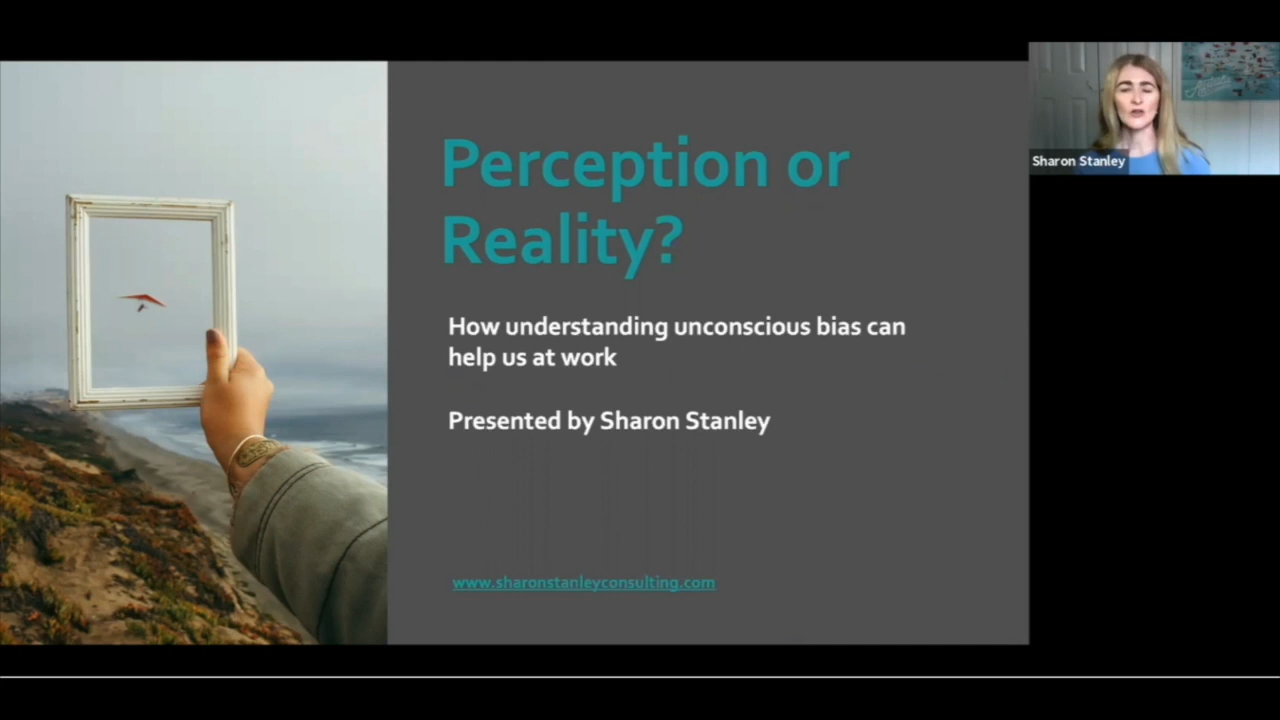 Perception or
Reality?
How understanding unconscious bias can
help us at work
Presented by Sharon Stanley
www.sharonstanleyconsulting.com
Sharon Stanley